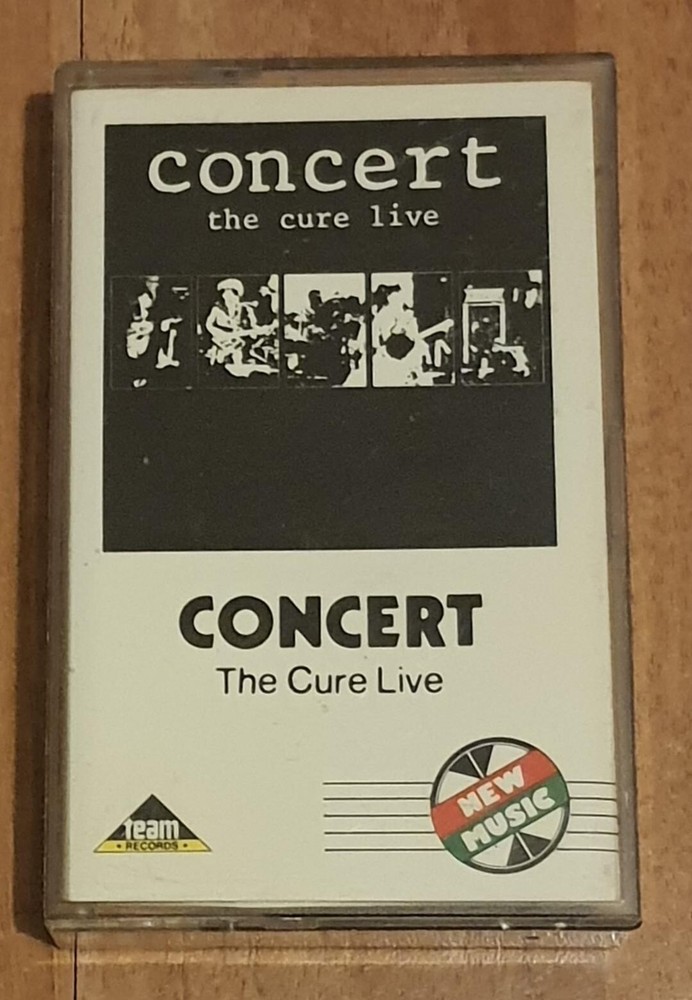 concert
the cure live
CONCERT
The Cure Live
team
• RECORDS •
NEW
MUSIC